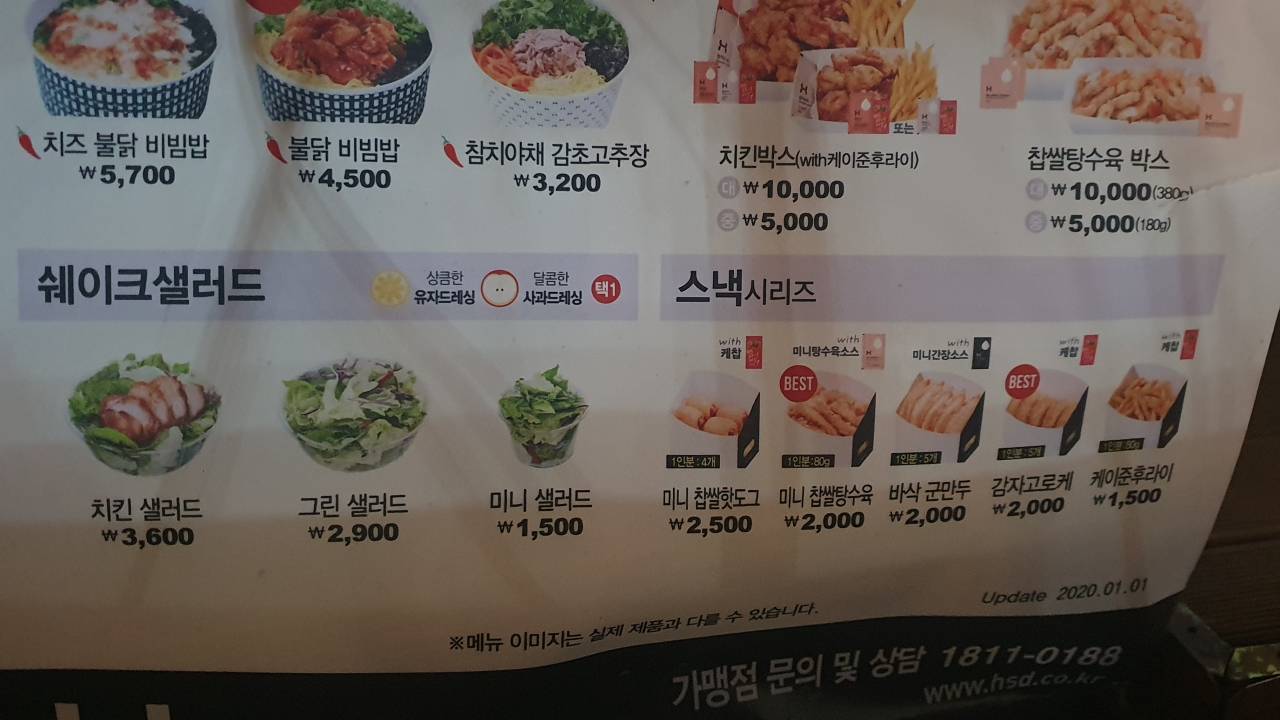 또는
치즈 불닭 비빔밥
₩5,700
불닭 비빔밥
₩4,500
참치야채 감초고추장
₩3,200
치킨박스(with케이준후라이)
대 ₩10,000
중 ₩5,000
찹쌀탕수육 박스
대 ₩10,000(380g)
중 ₩5,000(180g)
쉐이크샐러드
상큼한
유자드레싱
달콤한
사과드레싱
택1
치킨 샐러드
₩3,600
그린 샐러드
₩2,900
미니 샐러드
₩1,500
스낵시리즈
with
케찹
1인분:4개
미니 찹쌀핫도그
₩2,500
with
미니탕수육소스
BEST
1인분:80g
미니 찹쌀탕수육
₩2,000
with
미니간장소스
1인분:5개
바삭 군만두
₩2,000
with
케찹
BEST
1인분:5개
감자고로케
₩2,000
with
케찹
1인분:80g
케이준후라이
₩1,500
Update 2020.01.01
※메뉴 이미지는 실제 제품과 다를 수 있습니다.
가맹점 문의 및 상담 1811-0188
www.hsd.co.kr